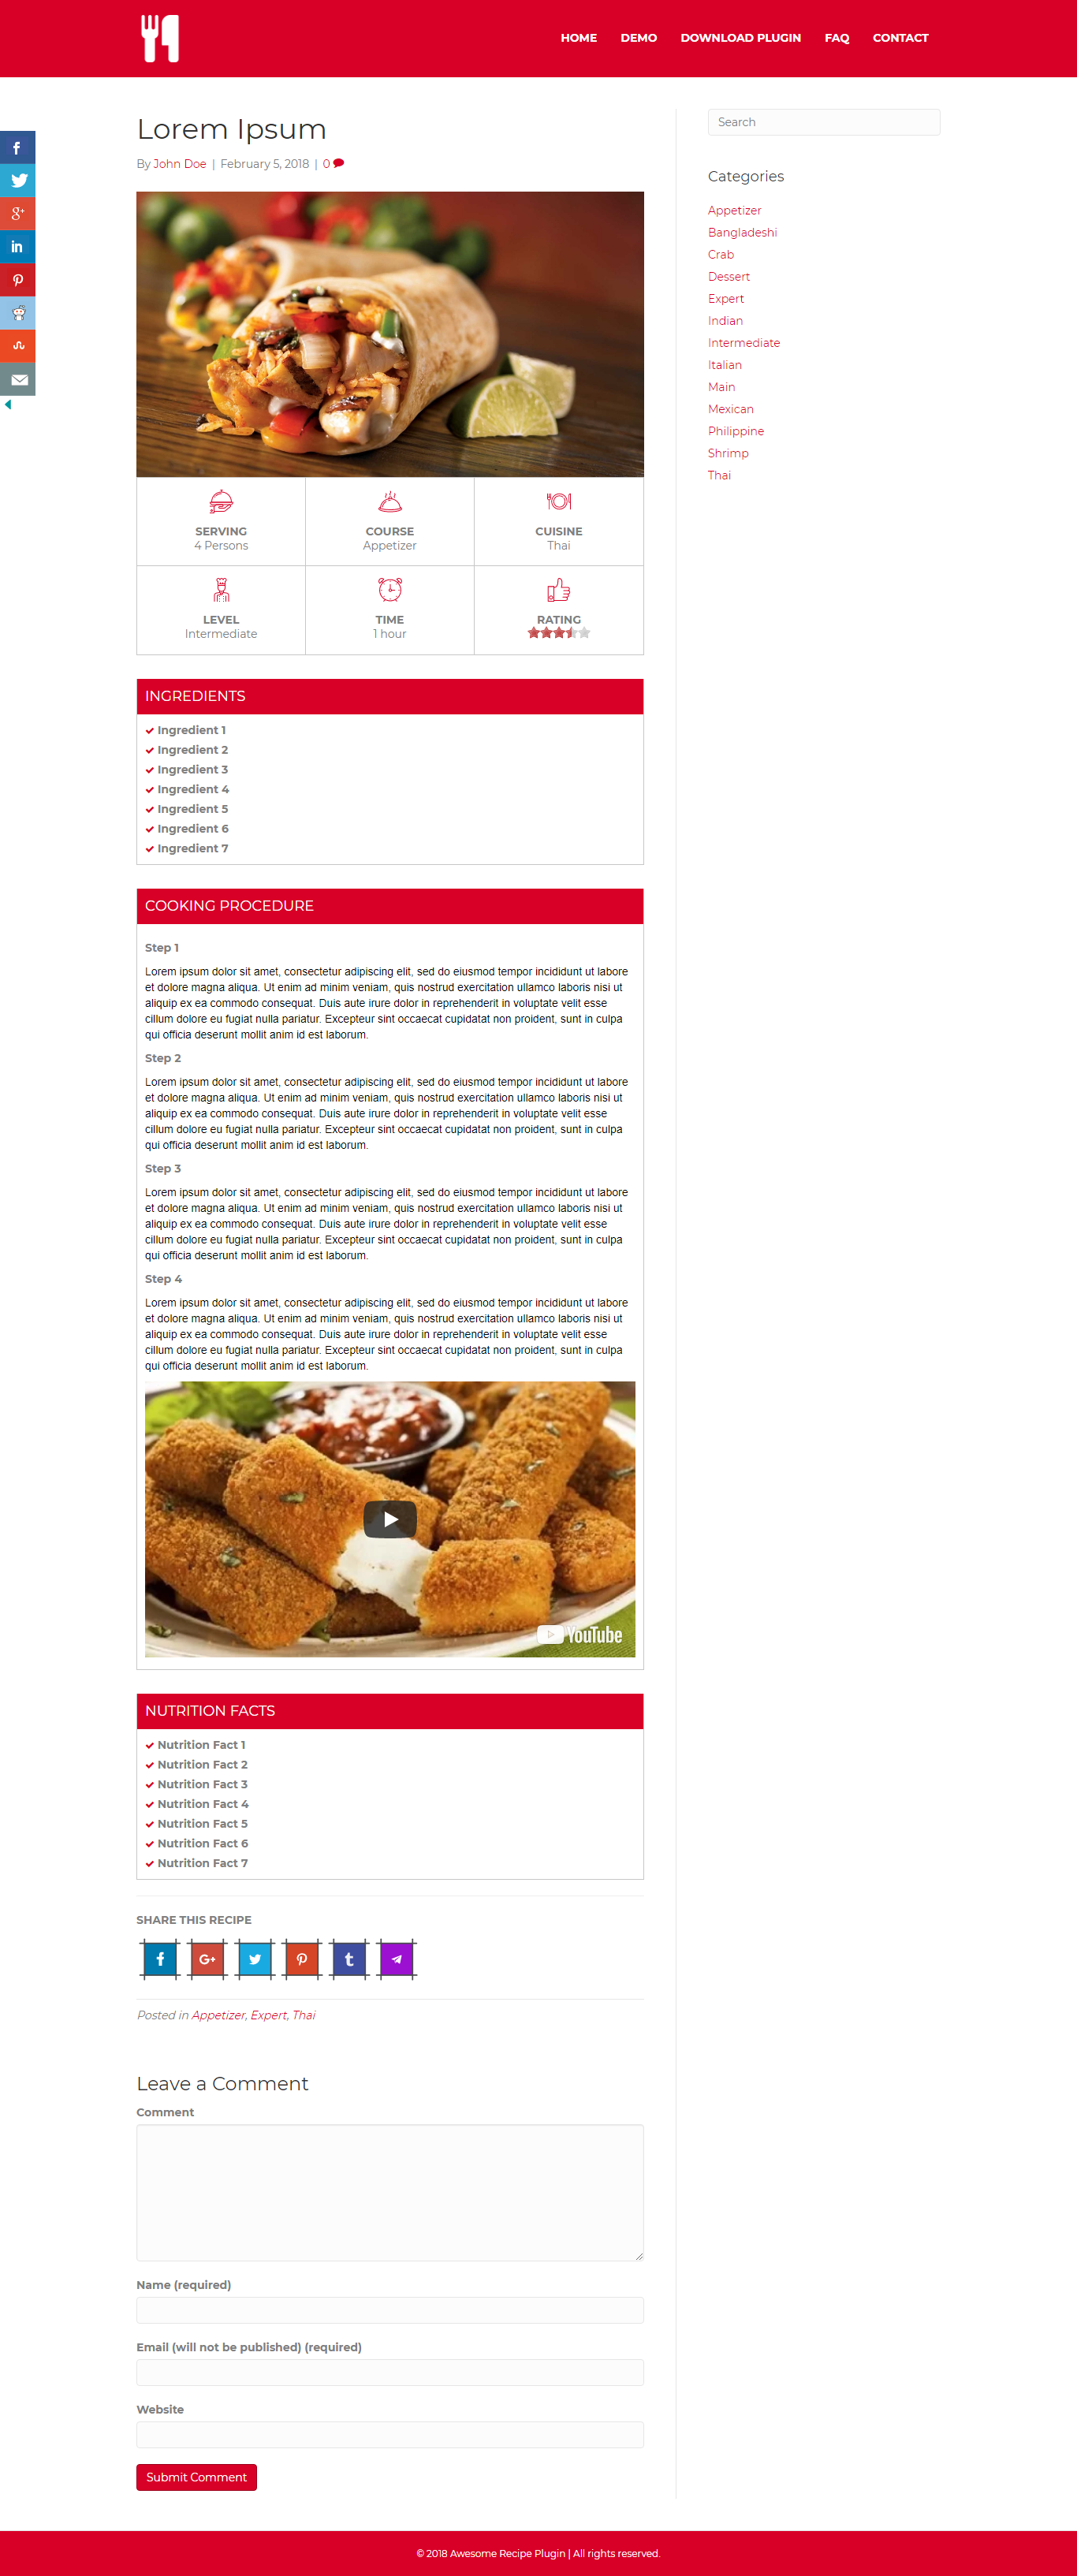 HOME DEMO DOWNLOAD PLUGIN FAQ CONTACT
Lorem Ipsum
By John Doe | February 5, 2018 | 0
SERVING
4 Persons
COURSE
Appetizer
CUISINE
Thai
LEVEL
Intermediate
TIME
1 hour
RATING
INGREDIENTS
Ingredient 1
Ingredient 2
Ingredient 3
Ingredient 4
Ingredient 5
Ingredient 6
Ingredient 7
COOKING PROCEDURE
Step 1
Lorem ipsum dolor sit amet, consectetur adipiscing elit, sed do eiusmod tempor incididunt ut labore
et dolore magna aliqua. Ut enim ad minim veniam, quis nostrud exercitation ullamco laboris nisi ut
aliquip ex ea commodo consequat. Duis aute irure dolor in reprehenderit in voluptate velit esse
cillum dolore eu fugiat nulla pariatur. Excepteur sint occaecat cupidatat non proident, sunt in culpa
qui officia deserunt mollit anim id est laborum.
Step 2
Lorem ipsum dolor sit amet, consectetur adipiscing elit, sed do eiusmod tempor incididunt ut labore
et dolore magna aliqua. Ut enim ad minim veniam, quis nostrud exercitation ullamco laboris nisi ut
aliquip ex ea commodo consequat. Duis aute irure dolor in reprehenderit in voluptate velit esse
cillum dolore eu fugiat nulla pariatur. Excepteur sint occaecat cupidatat non proident, sunt in culpa
qui officia deserunt mollit anim id est laborum.
Step 3
Lorem ipsum dolor sit amet, consectetur adipiscing elit, sed do eiusmod tempor incididunt ut labore
et dolore magna aliqua. Ut enim ad minim veniam, quis nostrud exercitation ullamco laboris nisi ut
aliquip ex ea commodo consequat. Duis aute irure dolor in reprehenderit in voluptate velit esse
cillum dolore eu fugiat nulla pariatur. Excepteur sint occaecat cupidatat non proident, sunt in culpa
qui officia deserunt mollit anim id est laborum.
Step 4
Lorem ipsum dolor sit amet, consectetur adipiscing elit, sed do eiusmod tempor incididunt ut labore
et dolore magna aliqua. Ut enim ad minim veniam, quis nostrud exercitation ullamco laboris nisi ut
aliquip ex ea commodo consequat. Duis aute irure dolor in reprehenderit in voluptate velit esse
cillum dolore eu fugiat nulla pariatur. Excepteur sint occaecat cupidatat non proident, sunt in culpa
qui officia deserunt mollit anim id est laborum.
YouTube
NUTRITION FACTS
Nutrition Fact 1
Nutrition Fact 2
Nutrition Fact 3
Nutrition Fact 4
Nutrition Fact 5
Nutrition Fact 6
Nutrition Fact 7
SHARE THIS RECIPE
Posted in Appetizer, Expert, Thai
Leave a Comment
Comment
Name (required)
Email (will not be published) (required)
Website
Submit Comment
Search
Categories
Appetizer
Bangladeshi
Crab
Dessert
Expert
Indian
Intermediate
Italian
Main
Mexican
Philippine
Shrimp
Thai
© 2018 Awesome Recipe Plugin | All rights reserved.